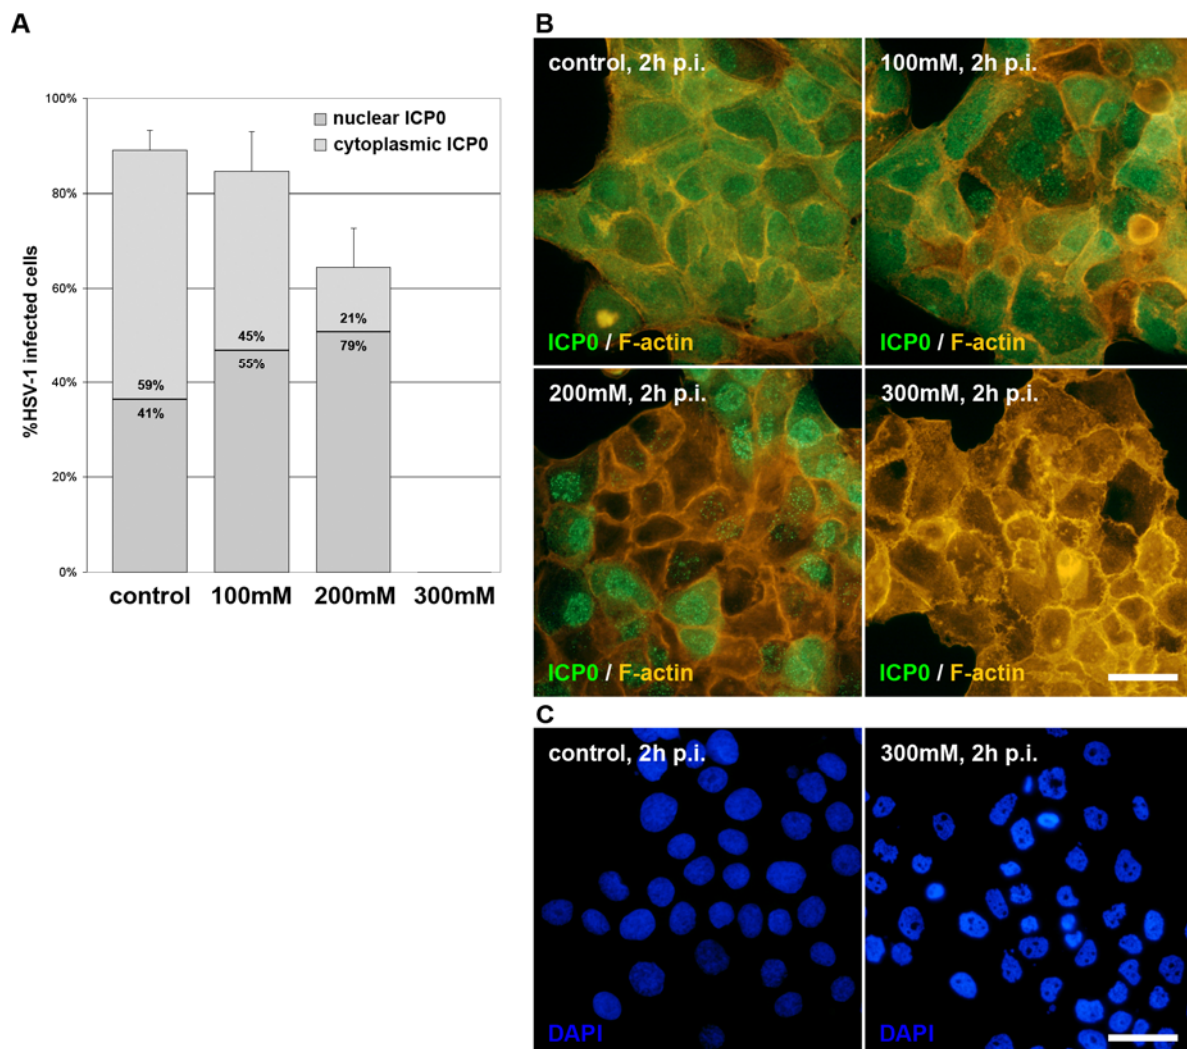 A
100%
80%
60%
40%
20%
0%
%HSV-1 infected cells
nuclear ICP0
cytoplasmic ICP0
59%
41%
45%
55%
21%
79%
control 100mM 200mM 300mM
B
control, 2h p.i.
ICP0 / F-actin
100mM, 2h p.i.
ICP0 / F-actin
200mM, 2h p.i.
ICP0 / F-actin
300mM, 2h p.i.
ICP0 / F-actin
C
control, 2h p.i.
DAPI
300mM, 2h p.i.
DAPI